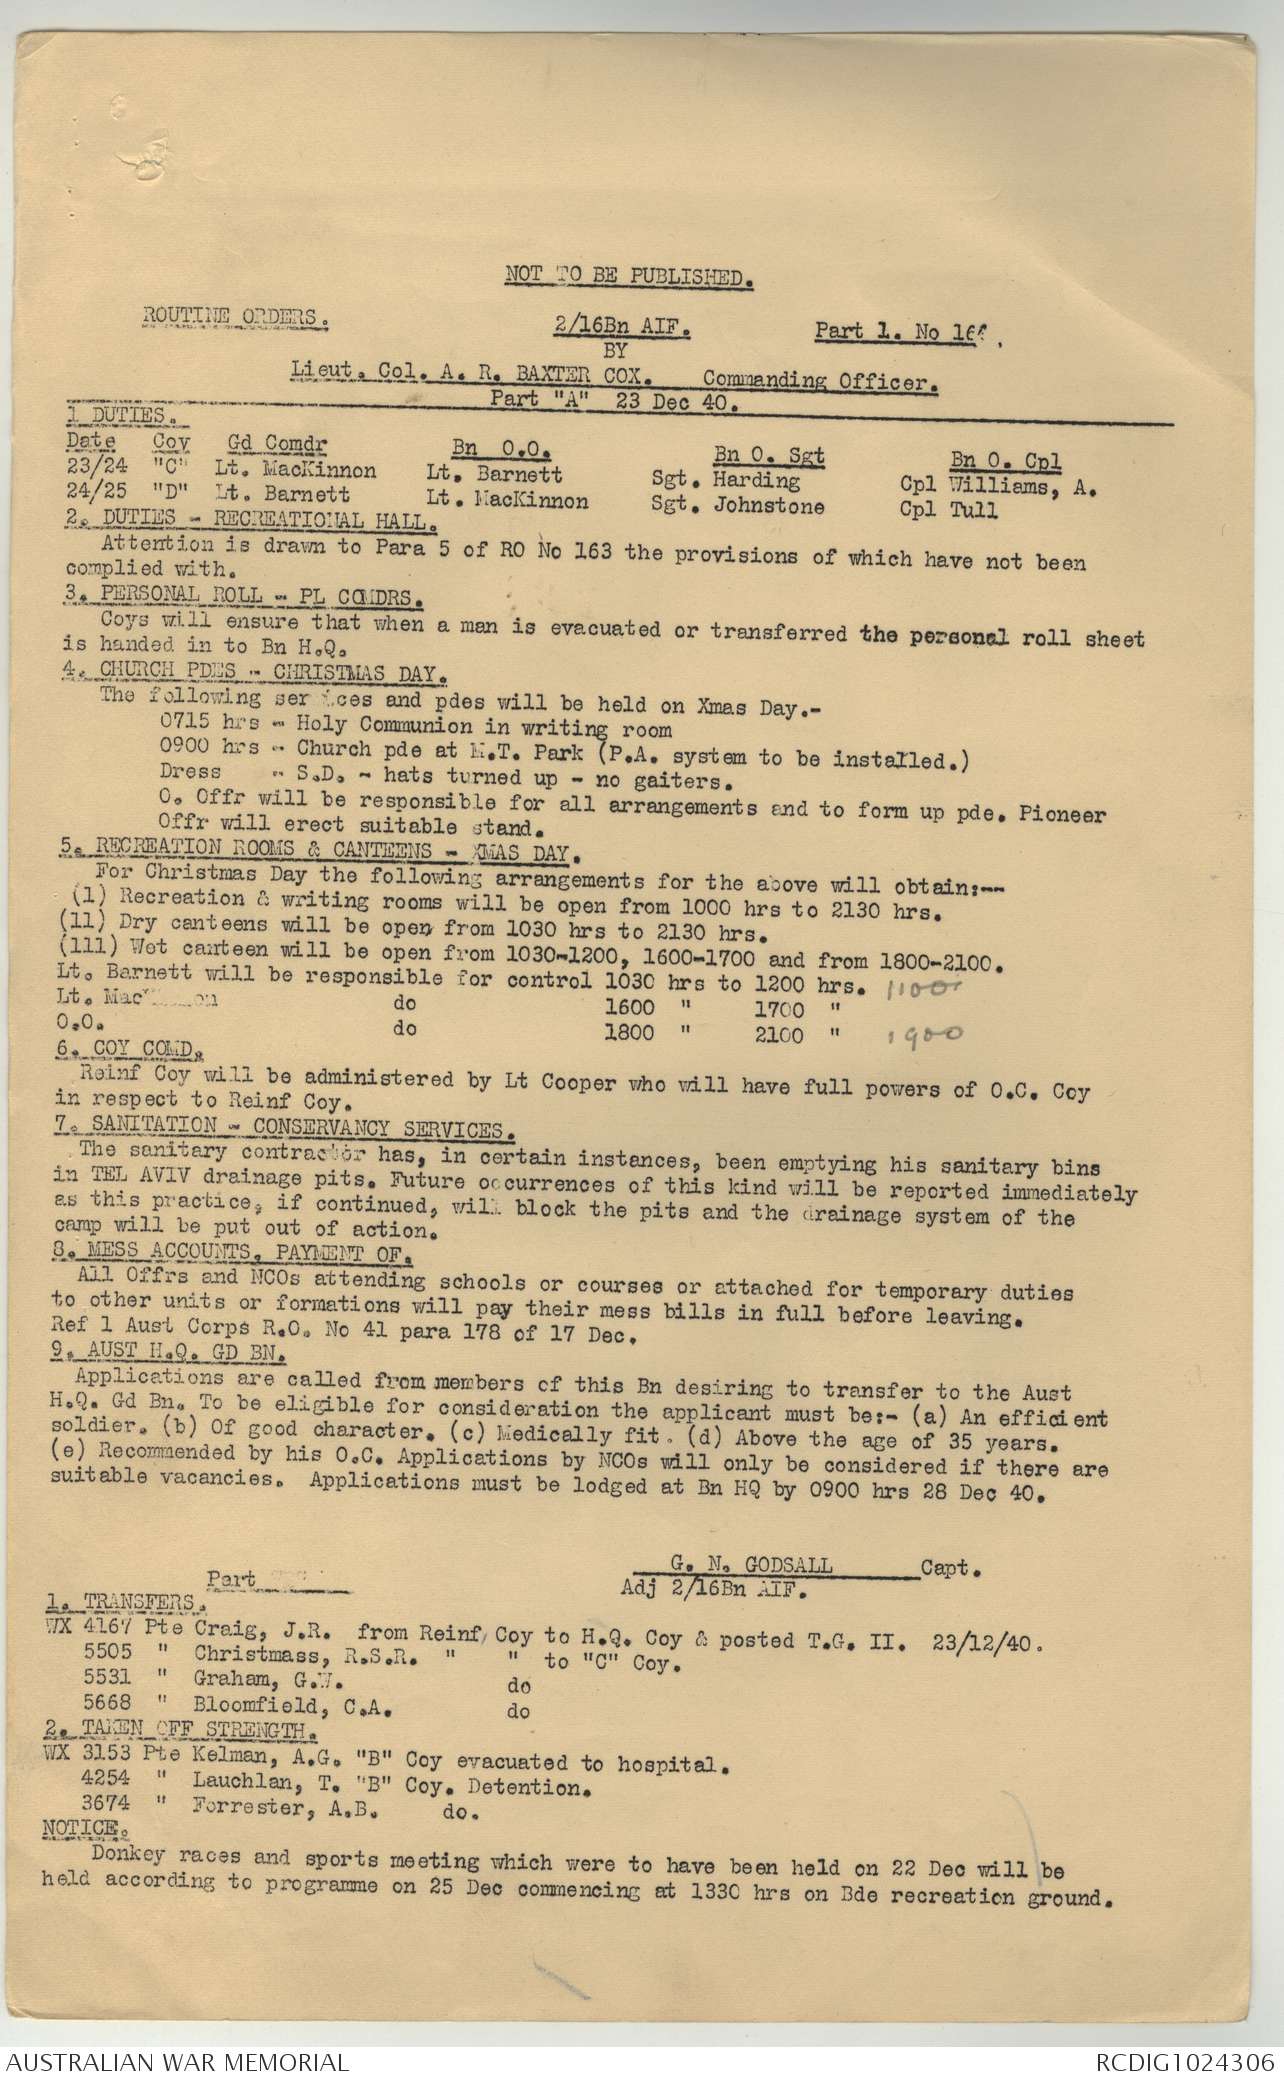 NOT TO BE PUBLISHED.
ROUTINE ORDERS. 2/16Bn AIF. Part 1. No
BY
Lieut. Col. A. R. BAXTER COX. Commanding Officer.
Part "A" 23 Dec 40.
1 DUTIES.
Date Coy Gd Comdr Bn O.O. Bn O. Sgt Bn O. Cpl
23/24 "C" Lt. MacKinnon Lt. Barnett Sgt. Harding Cpl Williams, A.
24/25 "D" Lt. Barnett Lt. MacKinnon Sgt. Johnstone Cpl Tull
2. DUTIES - RECREATIONAL HALL.
Attention is drawn to Para 5 of RO No 163 the provisions of which have not been
complied with.
3. PERSONAL ROLL - PL COMDRS.
Coys will ensure that when a man is evacuated or transferred the personal roll sheet
is handed in to Bn H.Q.
4. CHURCH PDES - CHRISTMAS DAY.
The following services and pdes will be held on Xmas Day.-
0715 hrs - Holy Communion in writing room
0900 hrs - Church pde at M.T. Park (P.A. system to be installed.)
Dress - S.D. - hats turned up - no gaiters.
O. Offr will be responsible for all arrangements and to form up pde. Pioneer
Offr will erect suitable stand.
5. RECREATION ROOMS & CANTEENS - XMAS DAY.
For Christmas Day the following arrangements for the above will obtain:--
(1) Recreation & writing rooms will be open from 1000 hrs to 2130 hrs.
(11) Dry canteens will be open from 1030 hrs to 2130 hrs.
(111) Wet canteen will be open from 1030-1200, 1600-1700 and from 1800-2100.
Lt. Barnett will be responsible for control 1030 hrs to 1200 hrs. 1100
Lt. MacKinnon do 1600 " 1700 "
O.O. do 1800 " 2100 " 1900
6. COY COMD.
Reinf Coy will be administered by Lt Cooper who will have full powers of O.C. Coy
in respect to Reinf Coy.
7. SANITATION - CONSERVANCY SERVICES.
The sanitary contractor has, in certain instances, been emptying his sanitary bins
in TEL AVIV drainage pits. Future occurrences of this kind will be reported immediately
as this practice, if continued, will block the pits and the drainage system of the
camp will be put out of action.
8. MESS ACCOUNTS, PAYMENT OF.
All Offrs and NCOs attending schools or courses or attached for temporary duties
to other units or formations will pay their mess bills in full before leaving.
Ref 1 Aust Corps R.O. No 41 para 178 of 17 Dec.
9. AUST H.Q. GD BN.
Applications are called from members of this Bn desiring to transfer to the Aust
H.Q. Gd Bn. To be eligible for consideration the applicant must be:- (a) An efficient
soldier. (b) Of good character. (c) Medically fit. (d) Above the age of 35 years.
(e) Recommended by his O.C. Applications by NCOs will only be considered if there are
suitable vacancies. Applications must be lodged at Bn HQ by 0900 hrs 28 Dec 40.
G. N. GODSALL Capt.
Part
Adj 2/16Bn AIF.
1. TRANSFERS.
WX 4167 Pte Craig, J.R. from Reinf Coy to H.Q. Coy & posted T.G. II. 23/12/40.
5505 " Christmass, R.S.R. " " to "C" Coy.
5531 " Graham, G.W. do
5668 " Bloomfield, C.A. do
2. TAKEN OFF STRENGTH.
WX 3153 Pte Kelman, A.G. "B" Coy evacuated to hospital.
4254 " Lauchlan, T. "B" Coy. Detention.
3674 " Forrester, A.B. do.
NOTICE.
Donkey races and sports meeting which were to have been held on 22 Dec will be
held according to programme on 25 Dec commencing at 1330 hrs on Bde recreation ground.
AUSTRALIAN WAR MEMORIAL RCDIG1024306